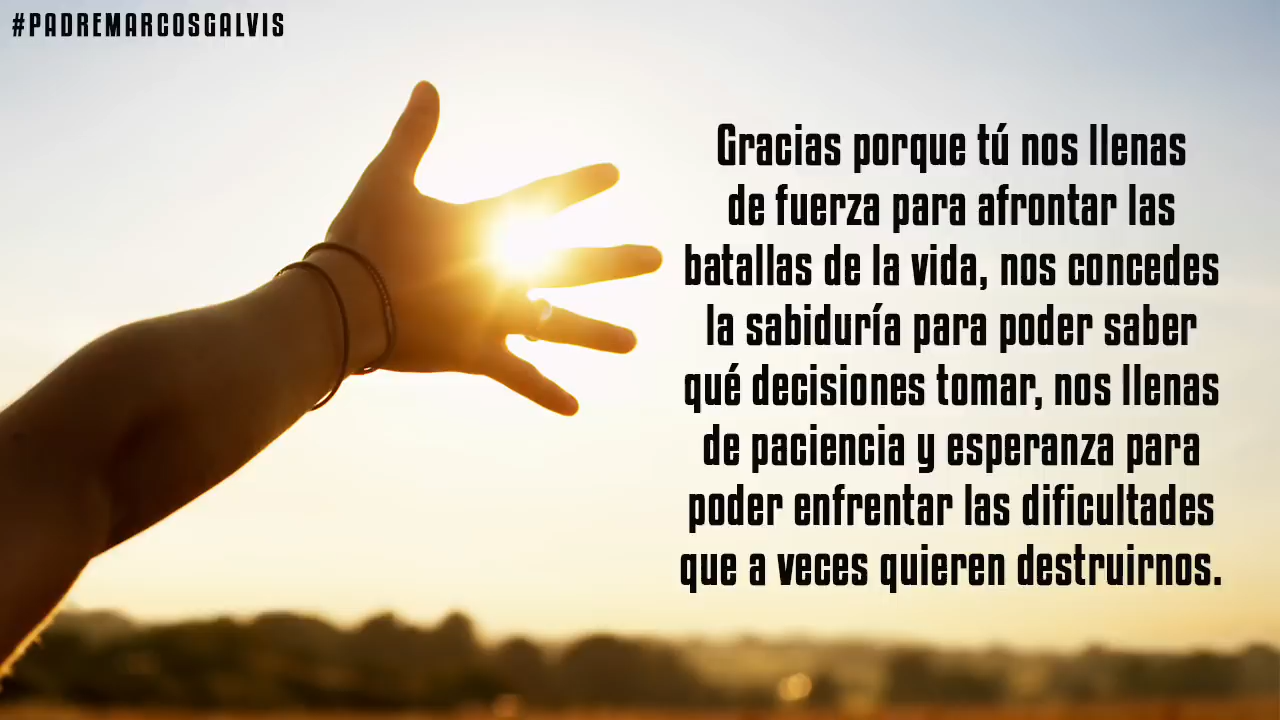 #PADREMARCOSGALVIS
Gracias porque tú nos llenas
de fuerza para afrontar las
batallas de la vida, nos concedes
la sabiduría para poder saber
qué decisiones tomar, nos llenas
de paciencia y esperanza para
poder enfrentar las dificultades
que a veces quieren destruirnos.